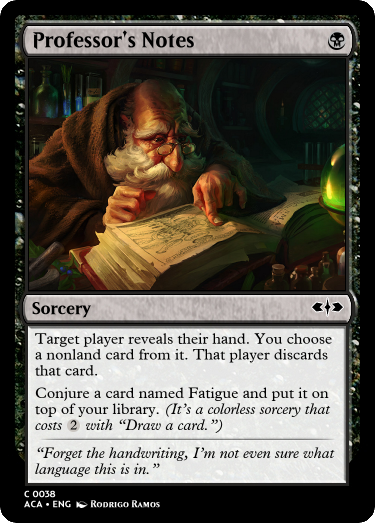 Professor's Notes
Sorcery
Target player reveals their hand. You choose
a nonland card from it. That player discards
that card.
Conjure a card named Fatigue and put it on
top of your library. (It's a colorless sorcery that
costs 2 with “Draw a card.”)
“Forget the handwriting, I'm not even sure what
language this is in.”
C 0038
ACA • ENG Rodrigo Ramos